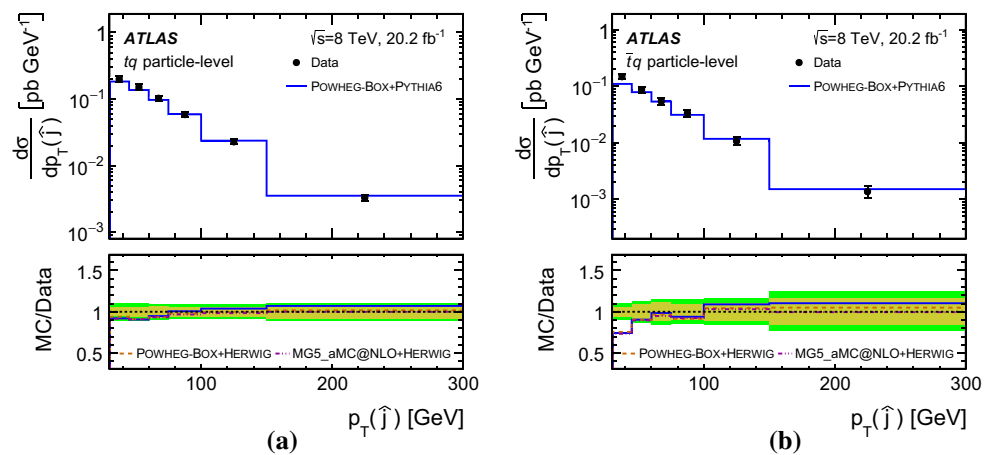 dσ
dp_T(ĵ) [pb GeV⁻¹]
ATLAS
√s=8 TeV, 20.2 fb⁻¹
tq particle-level
Data
POWHEG-BOX+PYTHIA6
1
10⁻¹
10⁻²
10⁻³
MC/Data
1.5
1
0.5
POWHEG-BOX+HERWIG
MG5_aMC@NLO+HERWIG
100 200 300
p_T(ĵ) [GeV]
(a)
dσ
dp_T(ĵ) [pb GeV⁻¹]
ATLAS
√s=8 TeV, 20.2 fb⁻¹
t̄q particle-level
Data
POWHEG-BOX+PYTHIA6
1
10⁻¹
10⁻²
10⁻³
MC/Data
1.5
1
0.5
POWHEG-BOX+HERWIG
MG5_aMC@NLO+HERWIG
100 200 300
p_T(ĵ) [GeV]
(b)